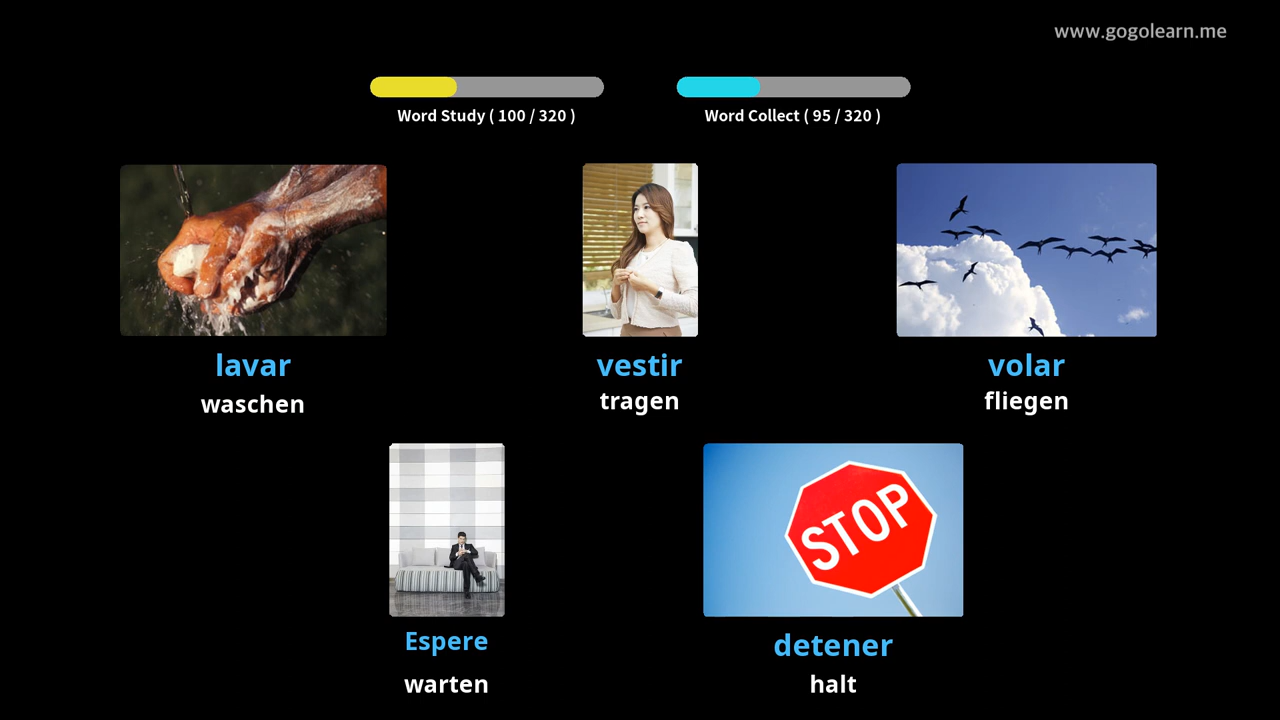 www.gogolearn.me
Word Study ( 100 / 320 )
Word Collect ( 95 / 320 )
lavar
waschen
vestir
tragen
volar
fliegen
STOP
Espere
warten
detener
halt